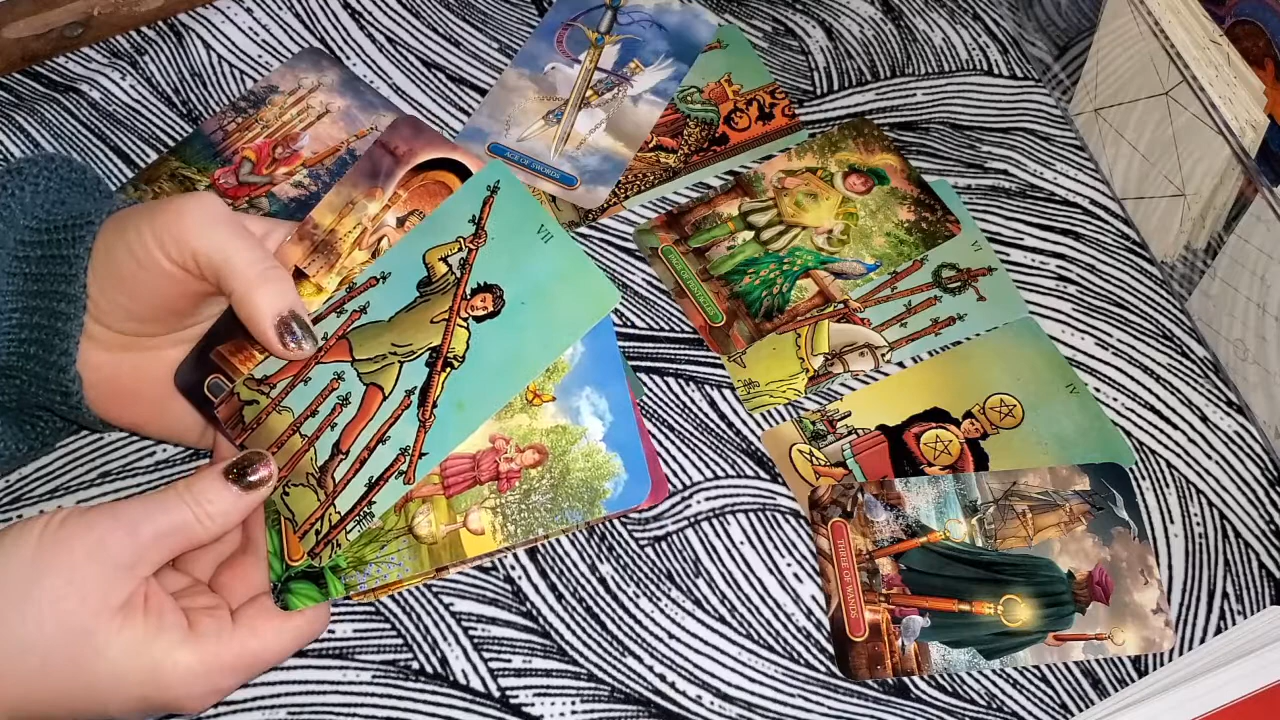 ACE OF SWORDS
PAGE OF PENTACLES
VI
VII
IV
THREE OF WANDS